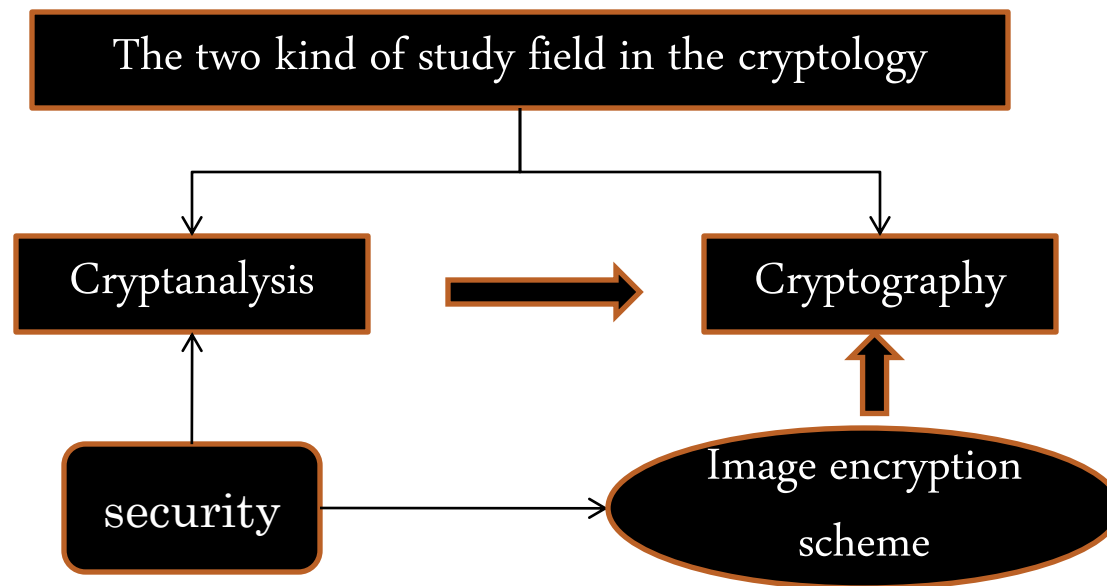 The two kind of study field in the cryptology
Cryptanalysis
Cryptography
security
Image encryption
scheme